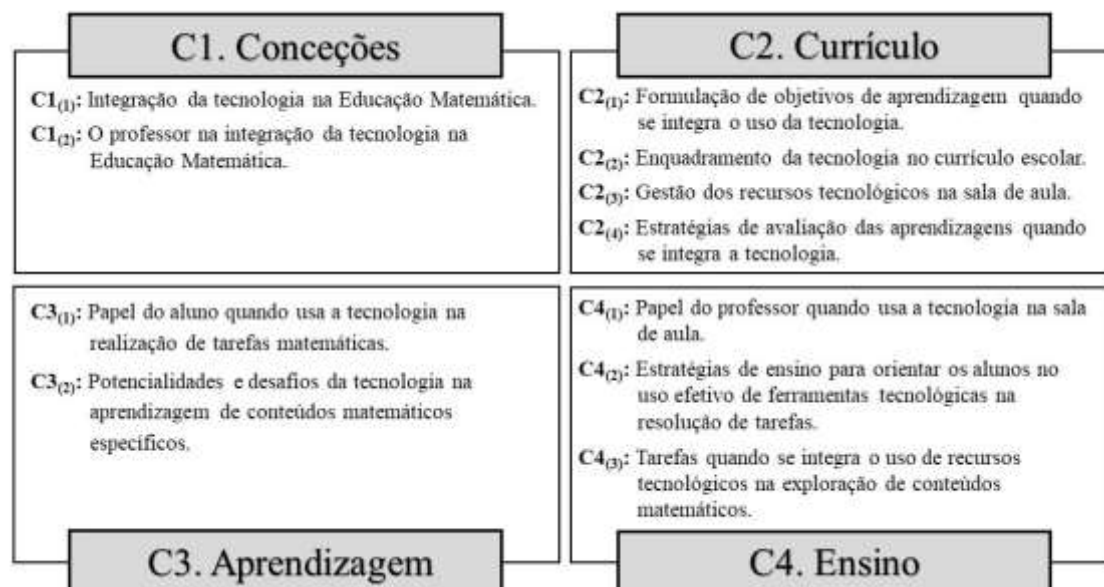 C1. Conceções
C1(1): Integração da tecnologia na Educação Matemática.
C1(2): O professor na integração da tecnologia na
Educação Matemática.
C2. Currículo
C2(1): Formulação de objetivos de aprendizagem quando
se integra o uso da tecnologia.
C2(2): Enquadramento da tecnologia no currículo escolar.
C2(3): Gestão dos recursos tecnológicos na sala de aula.
C2(4): Estratégias de avaliação das aprendizagens quando
se integra a tecnologia.
C3(1): Papel do aluno quando usa a tecnologia na
realização de tarefas matemáticas.
C3(2): Potencialidades e desafios da tecnologia na
aprendizagem de conteúdos matemáticos
específicos.
C3. Aprendizagem
C4(1): Papel do professor quando usa a tecnologia na sala
de aula.
C4(2): Estratégias de ensino para orientar os alunos no
uso efetivo de ferramentas tecnológicas na
resolução de tarefas.
C4(3): Tarefas quando se integra o uso de recursos
tecnológicos na exploração de conteúdos
matemáticos.
C4. Ensino